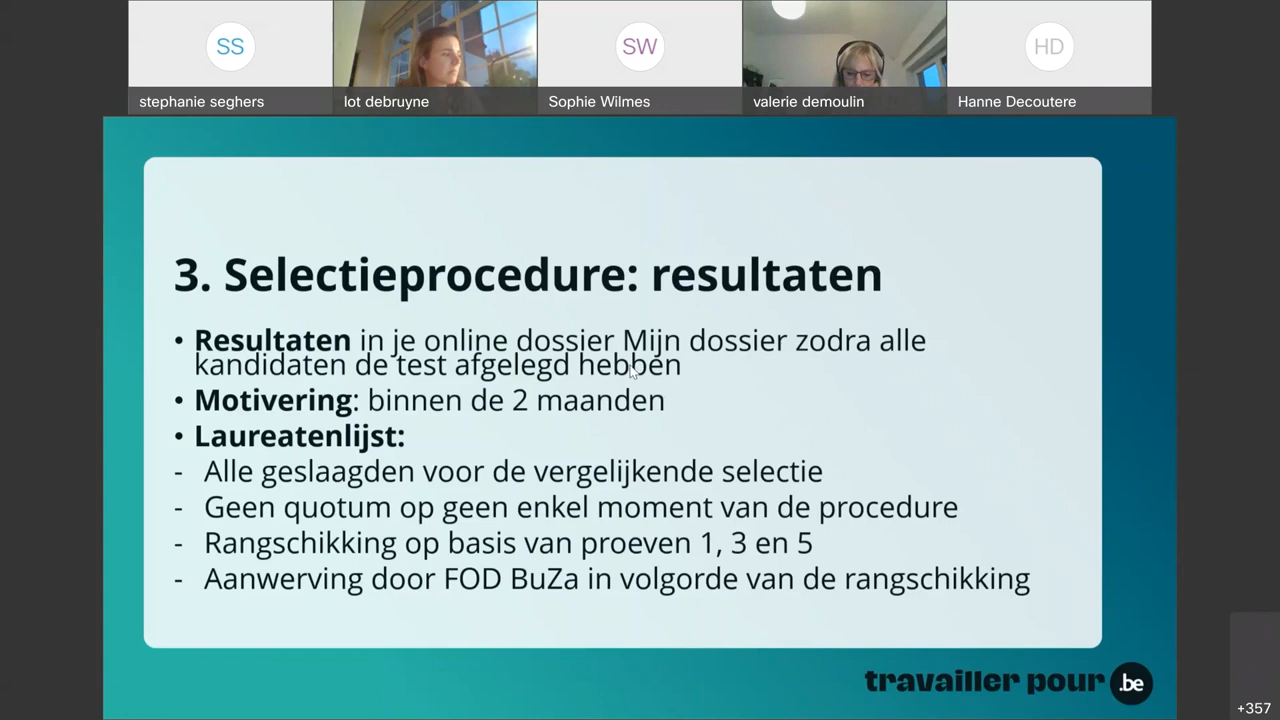 SS
SW
HD
stephanie seghers
lot debruyne
Sophie Wilmes
valerie demoulin
Hanne Decoutere
3. Selectieprocedure: resultaten
• Resultaten in je online dossier Mijn dossier zodra alle
kandidaten de test afgelegd hebben
• Motivering: binnen de 2 maanden
• Laureatenlijst:
- Alle geslaagden voor de vergelijkende selectie
- Geen quotum op geen enkel moment van de procedure
- Rangschikking op basis van proeven 1, 3 en 5
- Aanwerving door FOD BuZa in volgorde van de rangschikking
travailler pour .be
+357